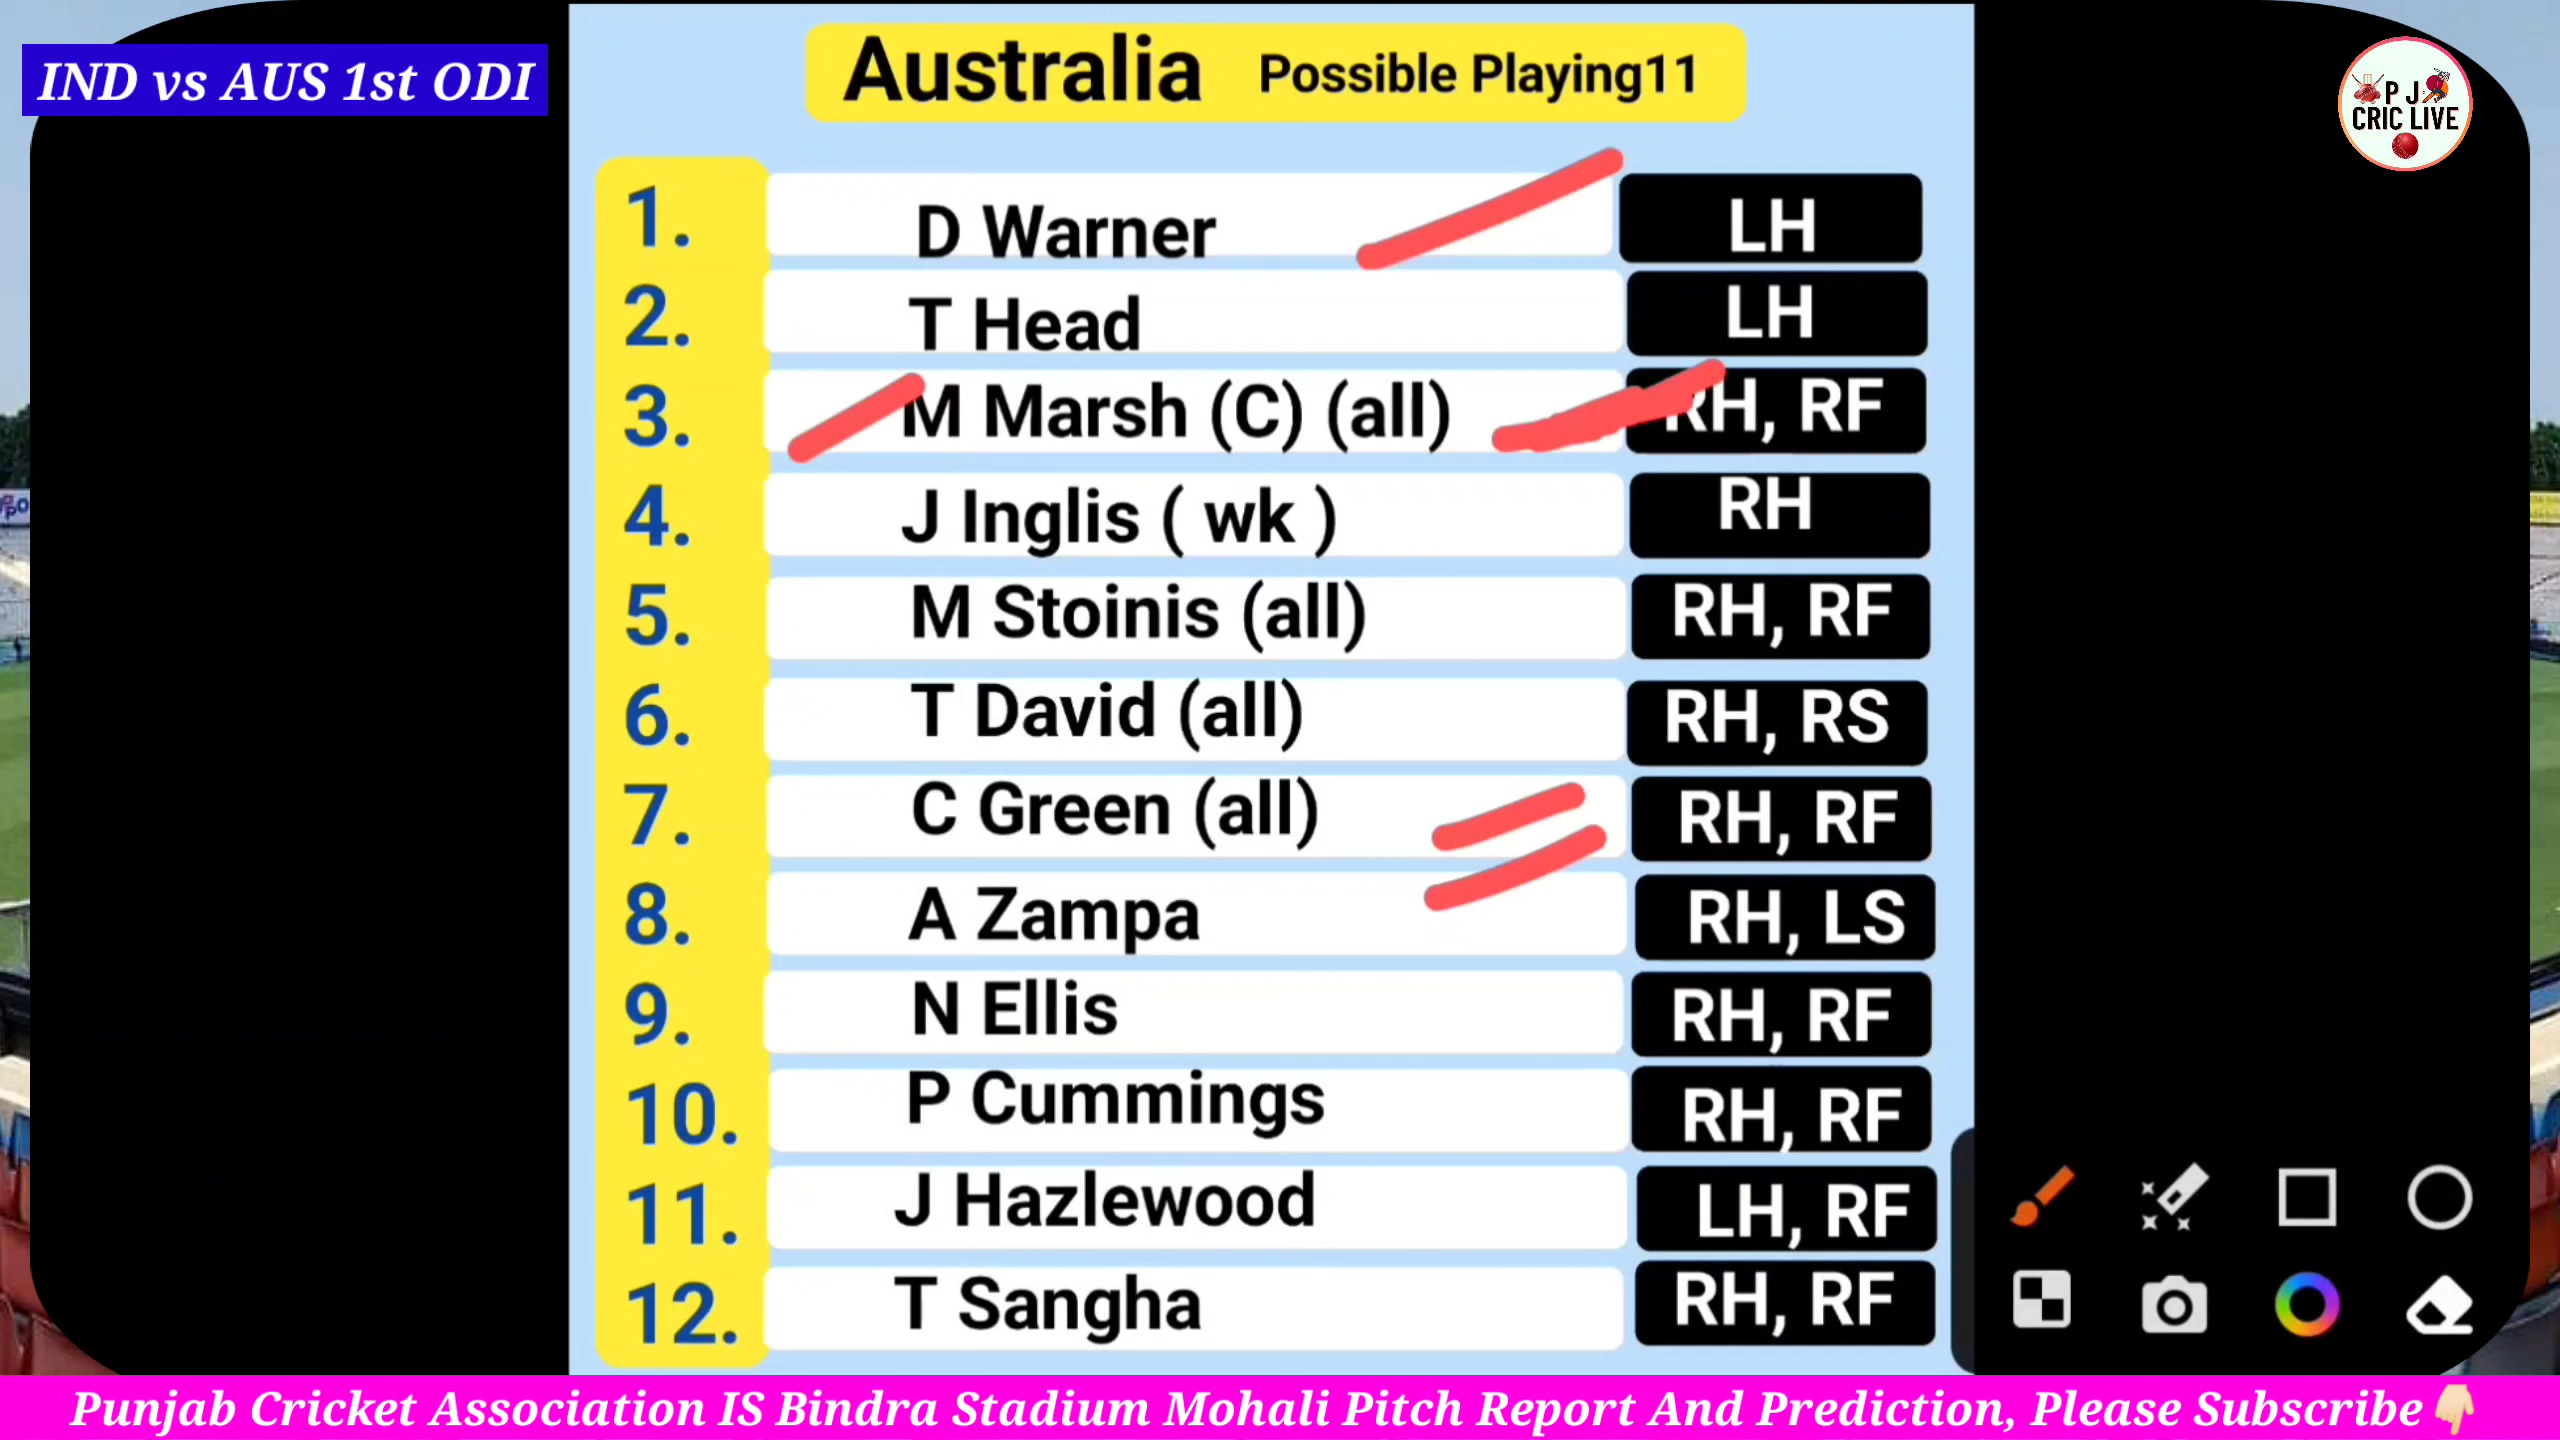 IND vs AUS 1st ODI
Australia Possible Playing11
P J
CRIC LIVE
1. D Warner LH
2. T Head LH
3. M Marsh (C) (all) RH, RF
4. J Inglis ( wk ) RH
5. M Stoinis (all) RH, RF
6. T David (all) RH, RS
7. C Green (all) RH, RF
8. A Zampa RH, LS
9. N Ellis RH, RF
10. P Cummings RH, RF
11. J Hazlewood LH, RF
12. T Sangha RH, RF
Punjab Cricket Association IS Bindra Stadium Mohali Pitch Report And Prediction, Please Subscribe👇🏻